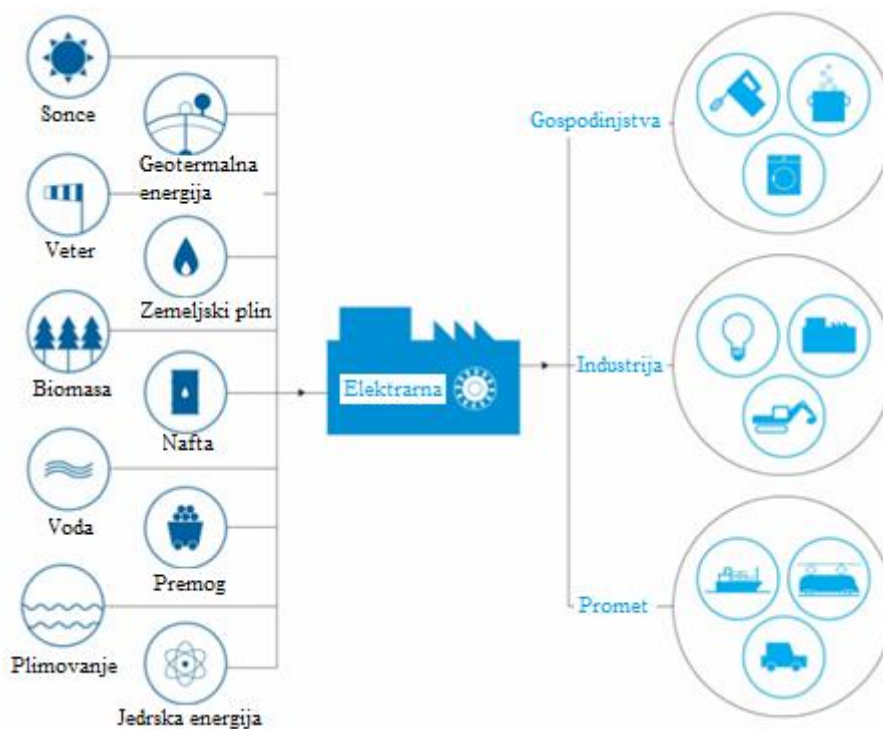 Sonce
Geotermalna
energija
Veter
Zemeljski plin
Biomasa
Nafta
Voda
Premog
Plimovanje
Jedrska energija
Elektrarna
Gospodinjstva
Industrija
Promet